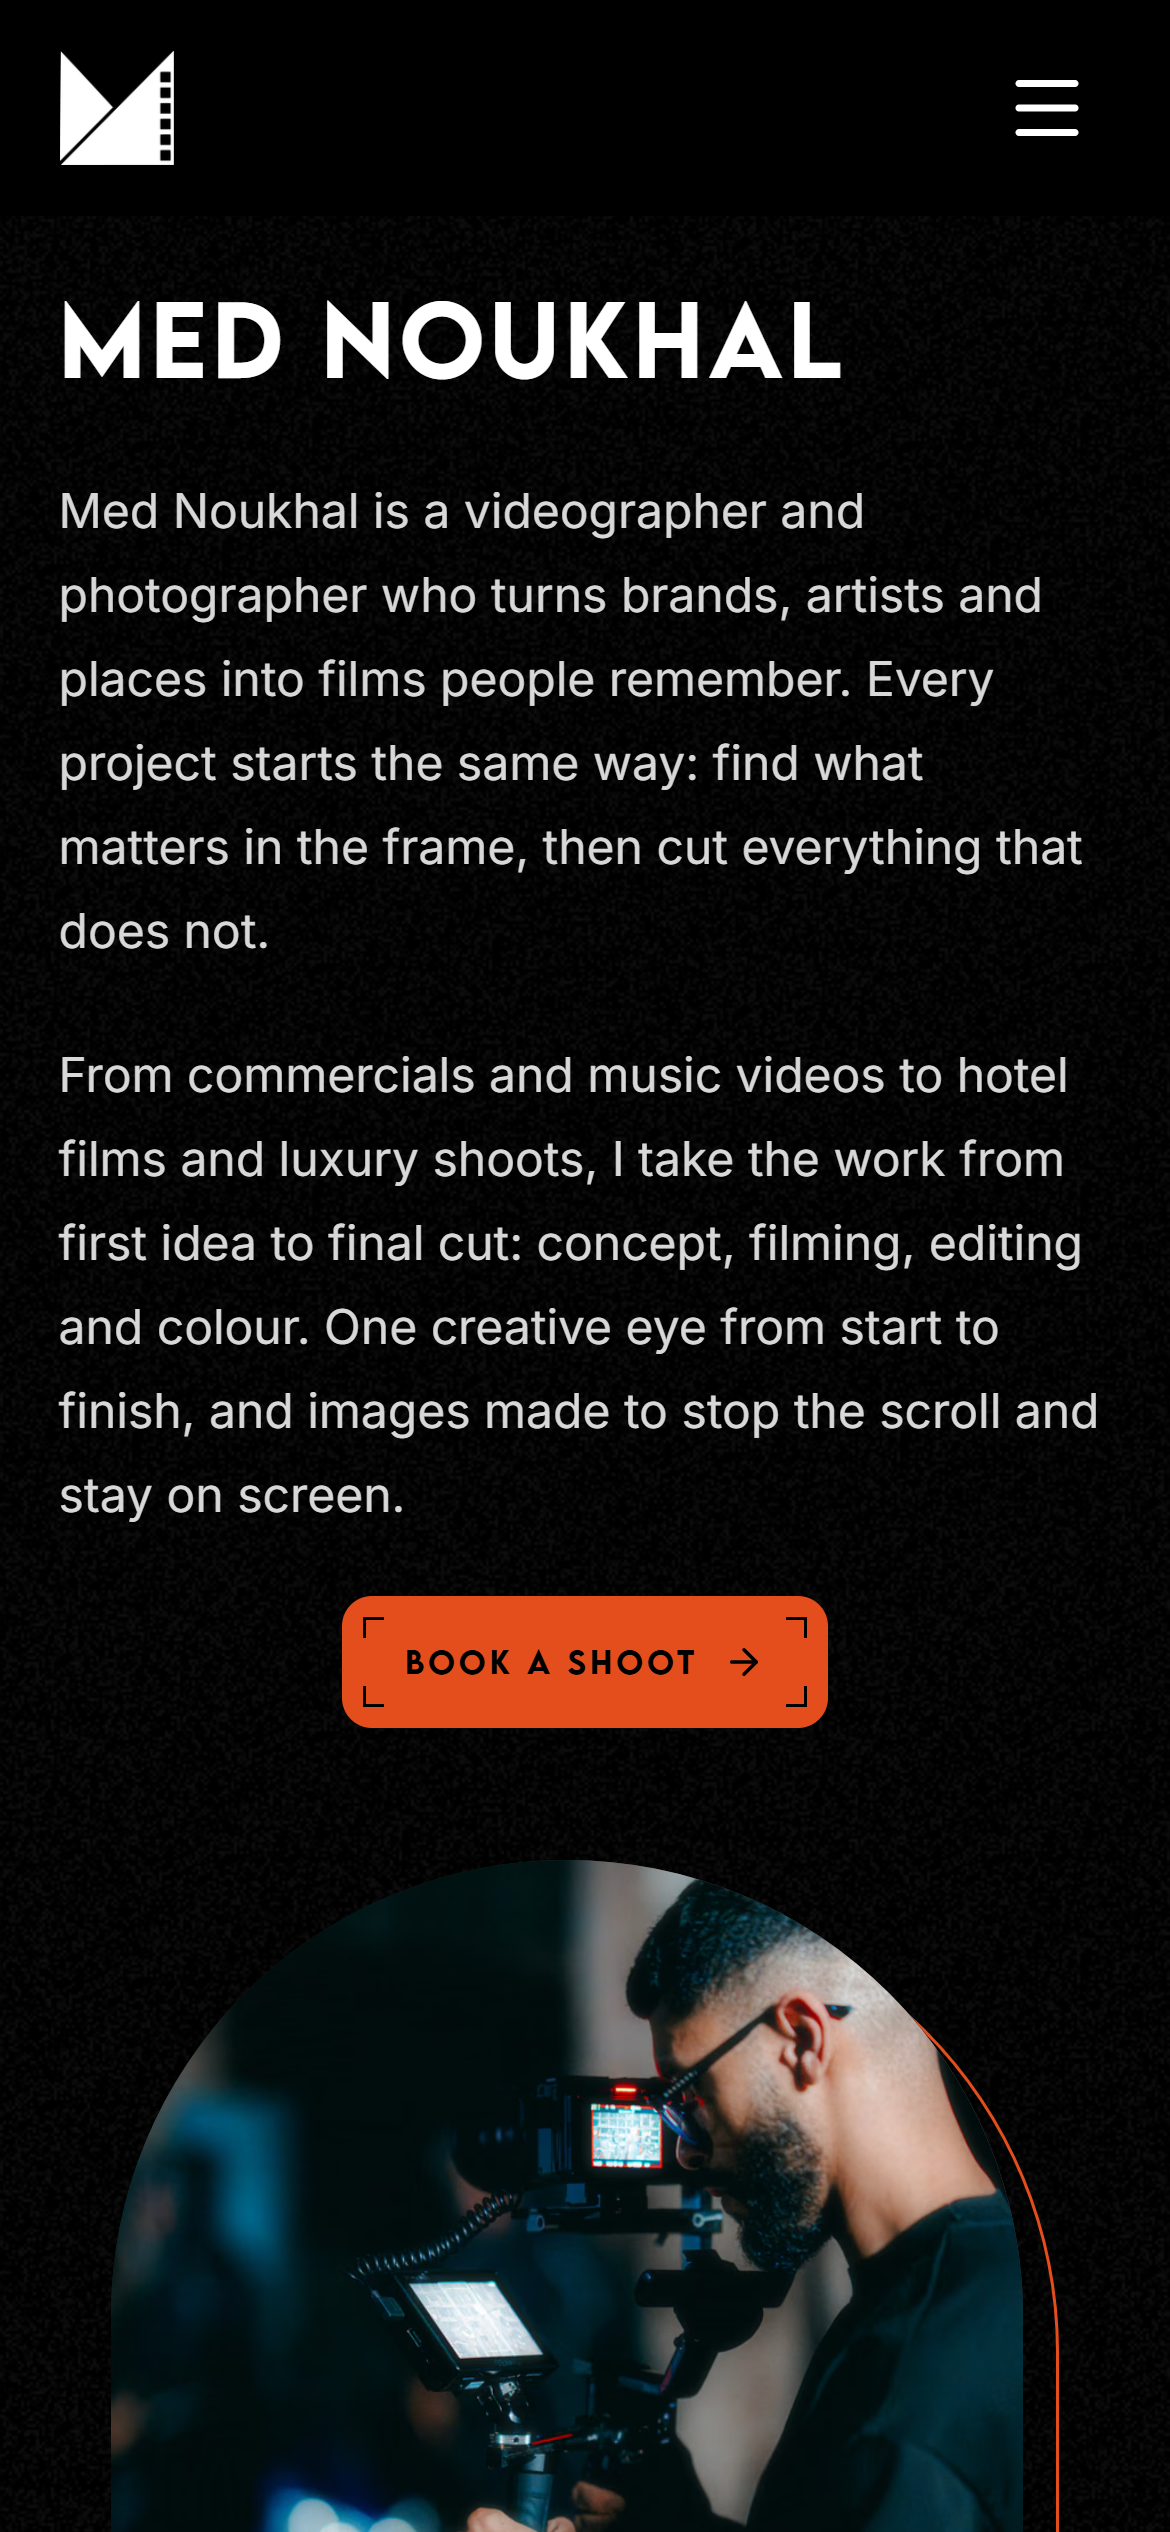 MED NOUKHAL
Med Noukhal is a videographer and
photographer who turns brands, artists and
places into films people remember. Every
project starts the same way: find what
matters in the frame, then cut everything that
does not.
From commercials and music videos to hotel
films and luxury shoots, I take the work from
first idea to final cut: concept, filming, editing
and colour. One creative eye from start to
finish, and images made to stop the scroll and
stay on screen.
BOOK A SHOOT →